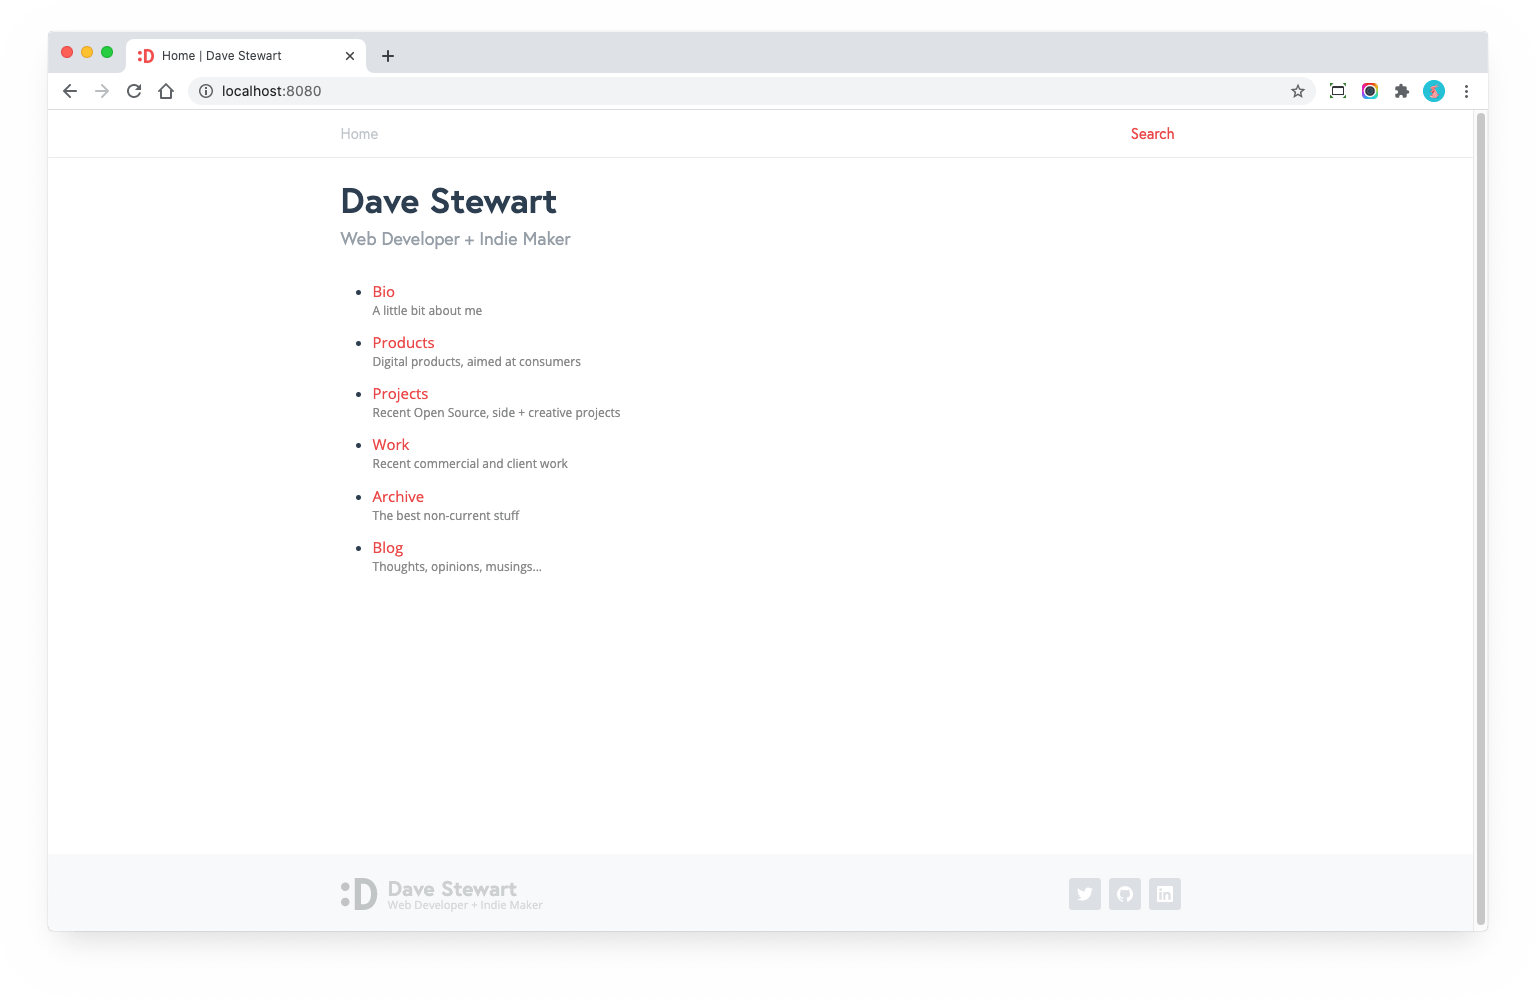 :D Home | Dave Stewart
localhost:8080
Home
Search
Dave Stewart
Web Developer + Indie Maker
Bio
A little bit about me
Products
Digital products, aimed at consumers
Projects
Recent Open Source, side + creative projects
Work
Recent commercial and client work
Archive
The best non-current stuff
Blog
Thoughts, opinions, musings...
:D Dave Stewart
Web Developer + Indie Maker
in